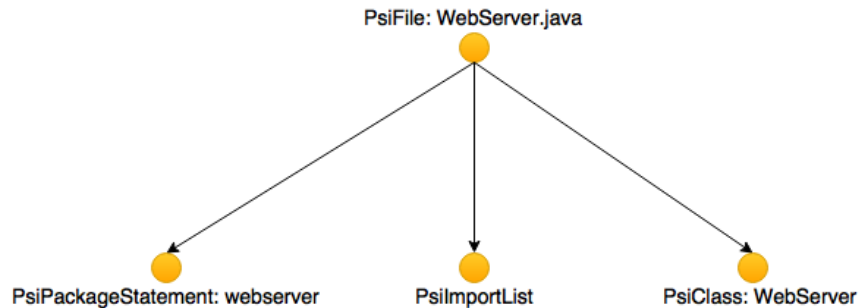 PsiFile: WebServer.java
PsiPackageStatement: webserver
PsiImportList
PsiClass: WebServer